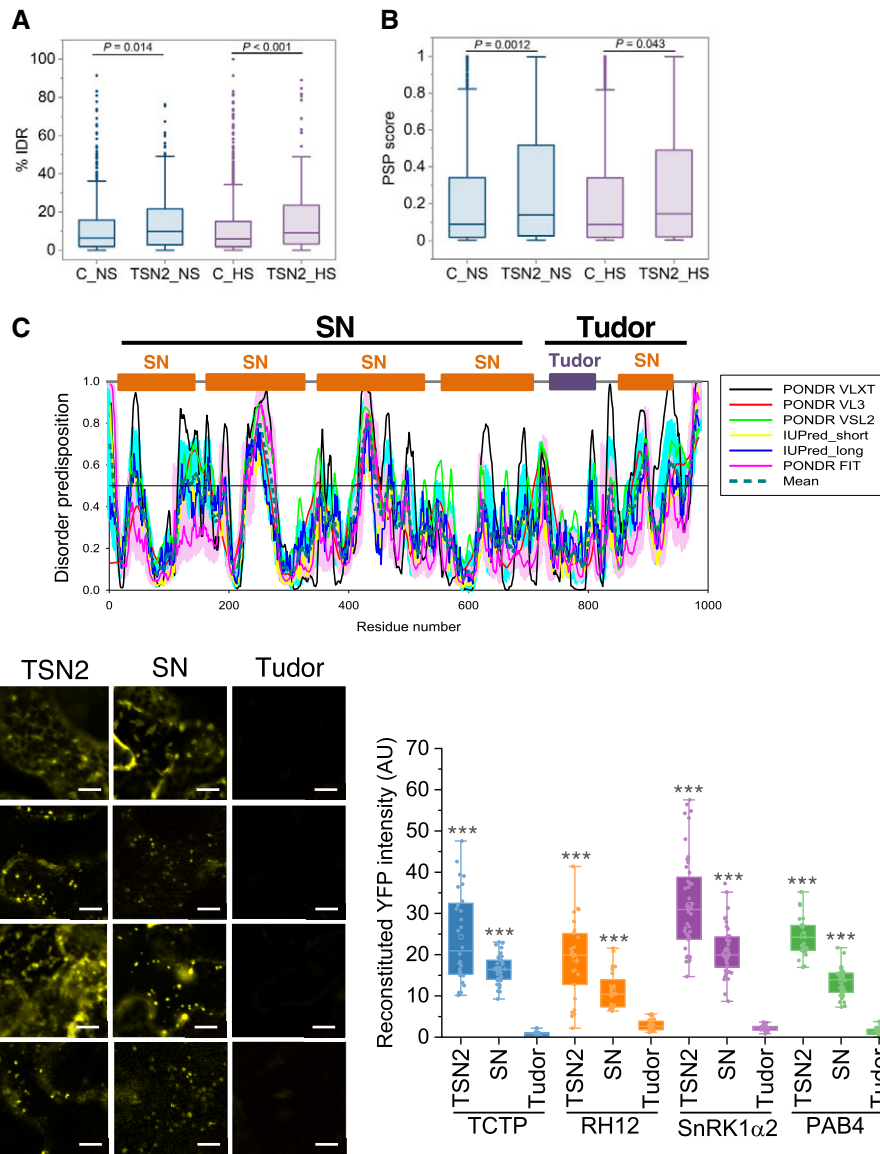 A
P = 0.014
P < 0.001
% IDR
100
80
60
40
20
0
C_NS
TSN2_NS
C_HS
TSN2_HS
B
P = 0.0012
P = 0.043
PSP score
1
0.8
0.6
0.4
0.2
0
C_NS
TSN2_NS
C_HS
TSN2_HS
C
SN
Tudor
SN
SN
SN
SN
Tudor
SN
Disorder predisposition
1.0
0.8
0.6
0.4
0.2
0.0
0
200
400
600
800
1000
Residue number
PONDR VLXT
PONDR VL3
PONDR VSL2
IUPred_short
IUPred_long
PONDR FIT
Mean
TSN2
SN
Tudor
Reconstituted YFP intensity (AU)
70
60
50
40
30
20
10
0
***
***
***
***
***
***
***
***
TSN2
SN
Tudor
TSN2
SN
Tudor
TSN2
SN
Tudor
TSN2
SN
Tudor
TCTP
RH12
SnRK1α2
PAB4